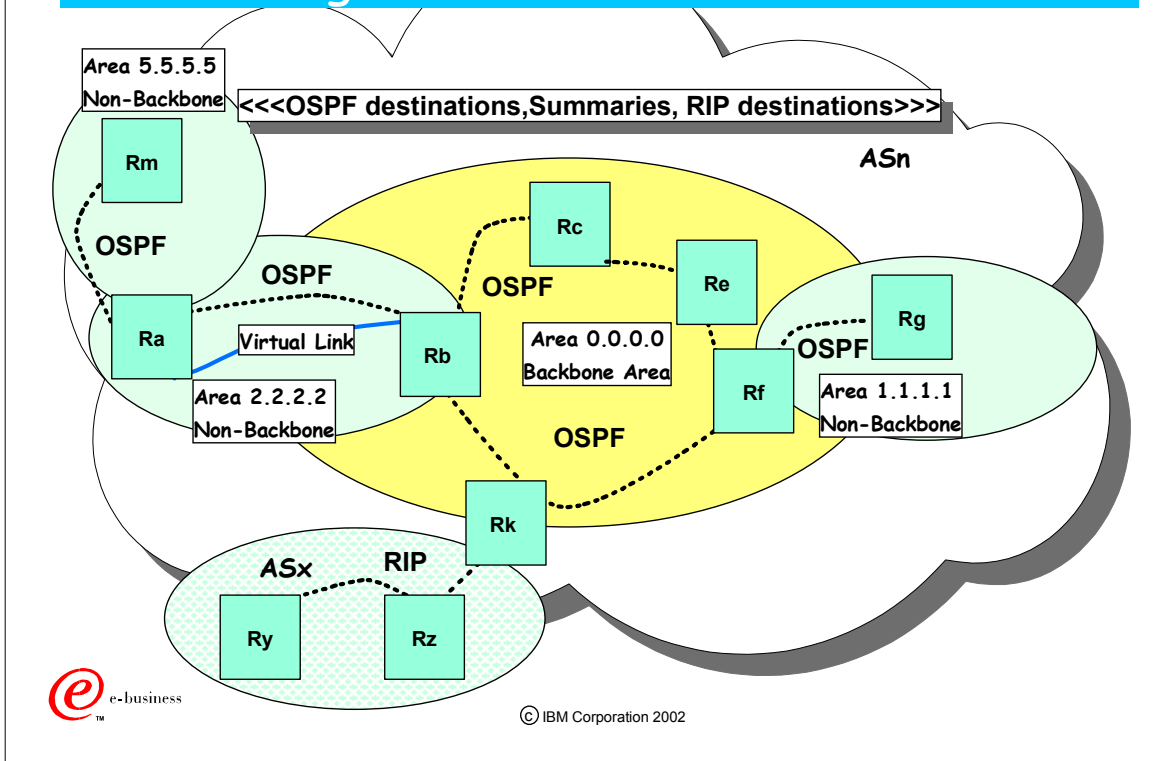 Area 5.5.5.5
Non-Backbone
<<<OSPF destinations,Summaries, RIP destinations>>>
ASn
Rm
Rc
OSPF
OSPF
OSPF
Re
Rg
Ra
Virtual Link
Rb
Area 0.0.0.0
Backbone Area
OSPF
Rf
Area 2.2.2.2
Non-Backbone
Area 1.1.1.1
Non-Backbone
OSPF
Rk
ASx
RIP
Ry
Rz
e e-business
TM
© IBM Corporation 2002